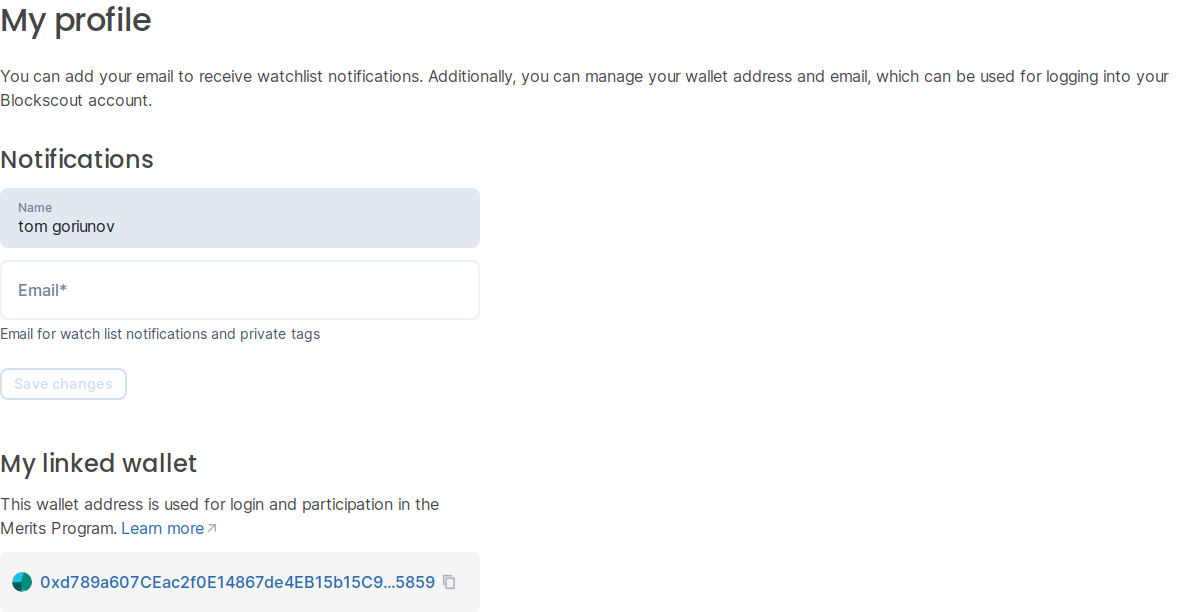 My profile
You can add your email to receive watchlist notifications. Additionally, you can manage your wallet address and email, which can be used for logging into your
Blockscout account.
Notifications
Name
tom goriunov
Email*
Email for watch list notifications and private tags
Save changes
My linked wallet
This wallet address is used for login and participation in the
Merits Program. Learn more
0xd789a607CEac2f0E14867de4EB15b15C9...5859